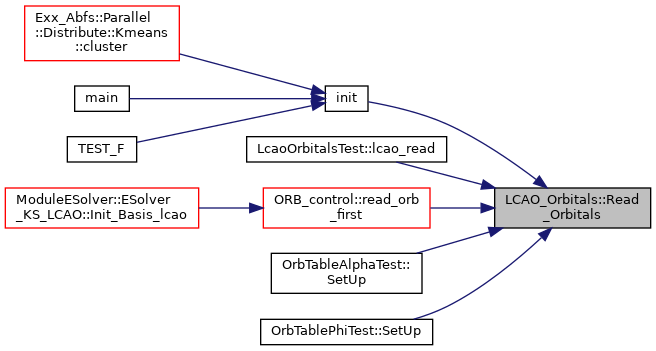 Exx_Abfs::Parallel
::Distribute::Kmeans
::cluster
main
init
TEST_F
LcaoOrbitalsTest::lcao_read
ModuleESolver::ESolver
_KS_LCAO::Init_Basis_lcao
ORB_control::read_orb
_first
LCAO_Orbitals::Read
_Orbitals
OrbTableAlphaTest::
SetUp
OrbTablePhiTest::SetUp